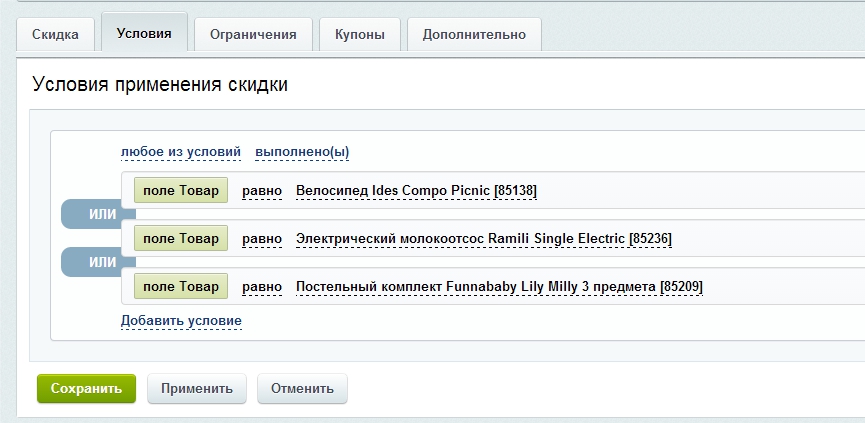 Скидка Условия Ограничения Купоны Дополнительно
Условия применения скидки
любое из условий выполнено(ы)
поле Товар равно Велосипед Ides Compo Picnic [85138]
ИЛИ
поле Товар равно Электрический молокоотсос Ramili Single Electric [85236]
ИЛИ
поле Товар равно Постельный комплект Funnababy Lily Milly 3 предмета [85209]
Добавить условие
Сохранить Применить Отменить